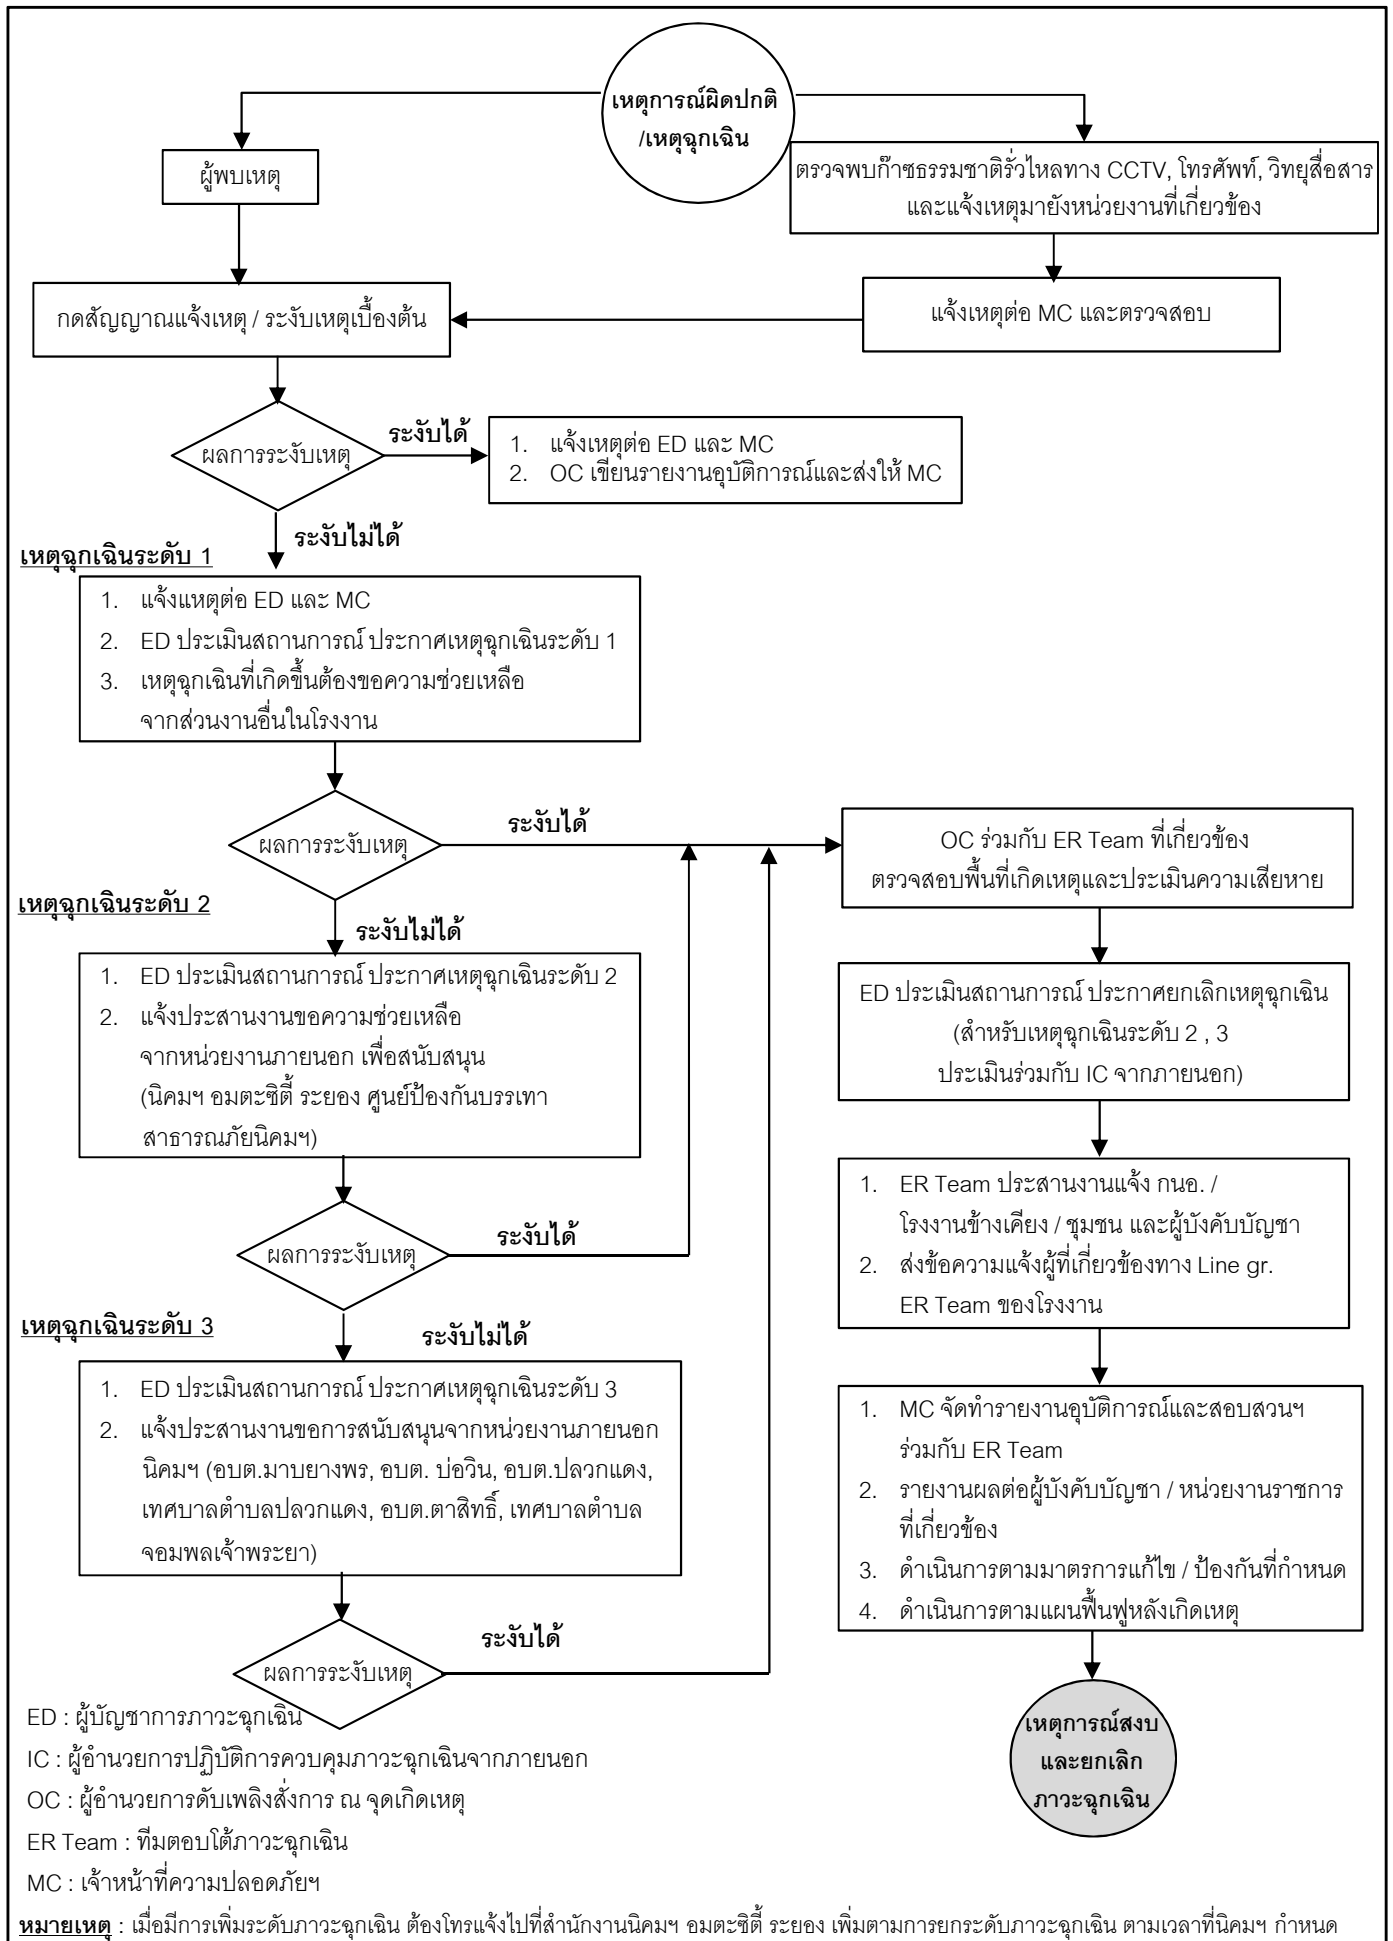 เหตุการณ์ผิดปกติ
/เหตุฉุกเฉิน
ผู้พบเหตุ
ตรวจพบก๊าซธรรมชาติรั่วไหลทาง CCTV, โทรศัพท์, วิทยุสื่อสาร
และแจ้งเหตุมายังหน่วยงานที่เกี่ยวข้อง
กดสัญญาณแจ้งเหตุ / ระงับเหตุเบื้องต้น
แจ้งเหตุต่อ MC และตรวจสอบ
ผลการระงับเหตุ
ระงับได้
1. แจ้งเหตุต่อ ED และ MC
2. OC เขียนรายงานอุบัติการณ์และส่งให้ MC
ระงับไม่ได้
เหตุฉุกเฉินระดับ 1
1. แจ้งแหตุต่อ ED และ MC
2. ED ประเมินสถานการณ์ ประกาศเหตุฉุกเฉินระดับ 1
3. เหตุฉุกเฉินที่เกิดขึ้นต้องขอความช่วยเหลือ
จากส่วนงานอื่นในโรงงาน
ผลการระงับเหตุ
ระงับได้
ระงับไม่ได้
เหตุฉุกเฉินระดับ 2
1. ED ประเมินสถานการณ์ ประกาศเหตุฉุกเฉินระดับ 2
2. แจ้งประสานงานขอความช่วยเหลือ
จากหน่วยงานภายนอก เพื่อสนับสนุน
(นิคมฯ อมตะซิตี้ ระยอง ศูนย์ป้องกันบรรเทา
สาธารณภัยนิคมฯ)
ผลการระงับเหตุ
ระงับได้
ระงับไม่ได้
เหตุฉุกเฉินระดับ 3
1. ED ประเมินสถานการณ์ ประกาศเหตุฉุกเฉินระดับ 3
2. แจ้งประสานงานขอการสนับสนุนจากหน่วยงานภายนอก
นิคมฯ (อบต.มาบยางพร, อบต. บ่อวิน, อบต.ปลวกแดง,
เทศบาลตำบลปลวกแดง, อบต.ตาสิทธิ์, เทศบาลตำบล
จอมพลเจ้าพระยา)
ผลการระงับเหตุ
ระงับได้
OC ร่วมกับ ER Team ที่เกี่ยวข้อง
ตรวจสอบพื้นที่เกิดเหตุและประเมินความเสียหาย
ED ประเมินสถานการณ์ ประกาศยกเลิกเหตุฉุกเฉิน
(สำหรับเหตุฉุกเฉินระดับ 2 , 3
ประเมินร่วมกับ IC จากภายนอก)
1. ER Team ประสานงานแจ้ง กนอ. /
โรงงานข้างเคียง / ชุมชน และผู้บังคับบัญชา
2. ส่งข้อความแจ้งผู้ที่เกี่ยวข้องทาง Line gr.
ER Team ของโรงงาน
1. MC จัดทำรายงานอุบัติการณ์และสอบสวนฯ
ร่วมกับ ER Team
2. รายงานผลต่อผู้บังคับบัญชา / หน่วยงานราชการ
ที่เกี่ยวข้อง
3. ดำเนินการตามมาตรการแก้ไข / ป้องกันที่กำหนด
4. ดำเนินการตามแผนฟื้นฟูหลังเกิดเหตุ
เหตุการณ์สงบ
และยกเลิก
ภาวะฉุกเฉิน
ED : ผู้บัญชาการภาวะฉุกเฉิน
IC : ผู้อำนวยการปฏิบัติการควบคุมภาวะฉุกเฉินจากภายนอก
OC : ผู้อำนวยการดับเพลิงสั่งการ ณ จุดเกิดเหตุ
ER Team : ทีมตอบโต้ภาวะฉุกเฉิน
MC : เจ้าหน้าที่ความปลอดภัยฯ
หมายเหตุ : เมื่อมีการเพิ่มระดับภาวะฉุกเฉิน ต้องโทรแจ้งไปที่สำนักงานนิคมฯ อมตะซิตี้ ระยอง เพิ่มตามการยกระดับภาวะฉุกเฉิน ตามเวลาที่นิคมฯ กำหนด